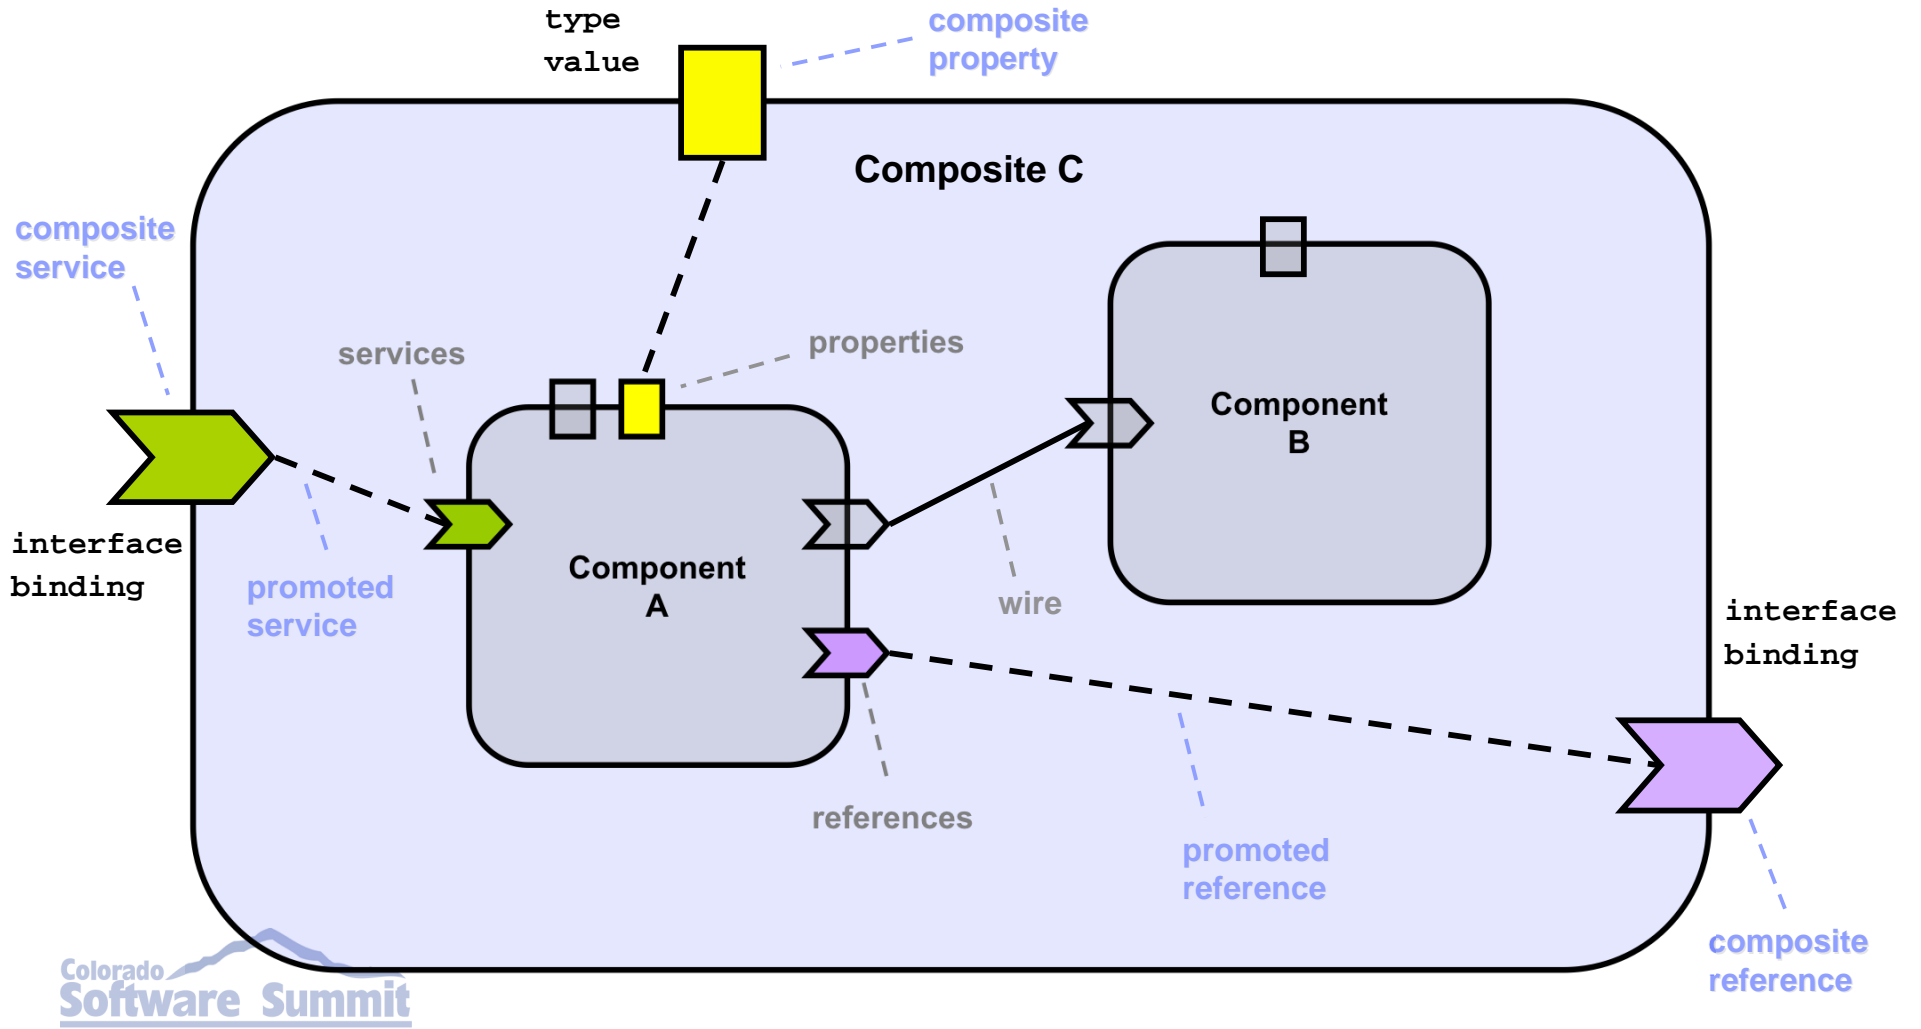 type
value
composite
property
Composite C
composite
service
services
properties
Component
B
interface
binding
promoted
service
Component
A
wire
interface
binding
references
promoted
reference
composite
reference
Colorado
Software Summit